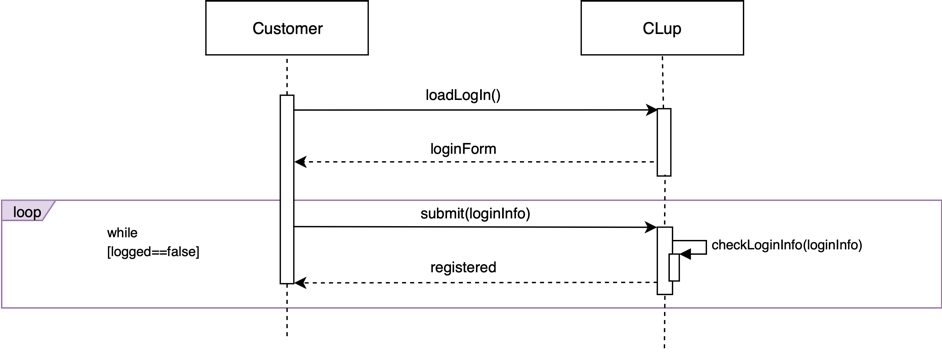 Customer
CLup
loadLogIn()
loginForm
loop
submit(loginInfo)
while
[logged==false]
checkLoginInfo(loginInfo)
registered